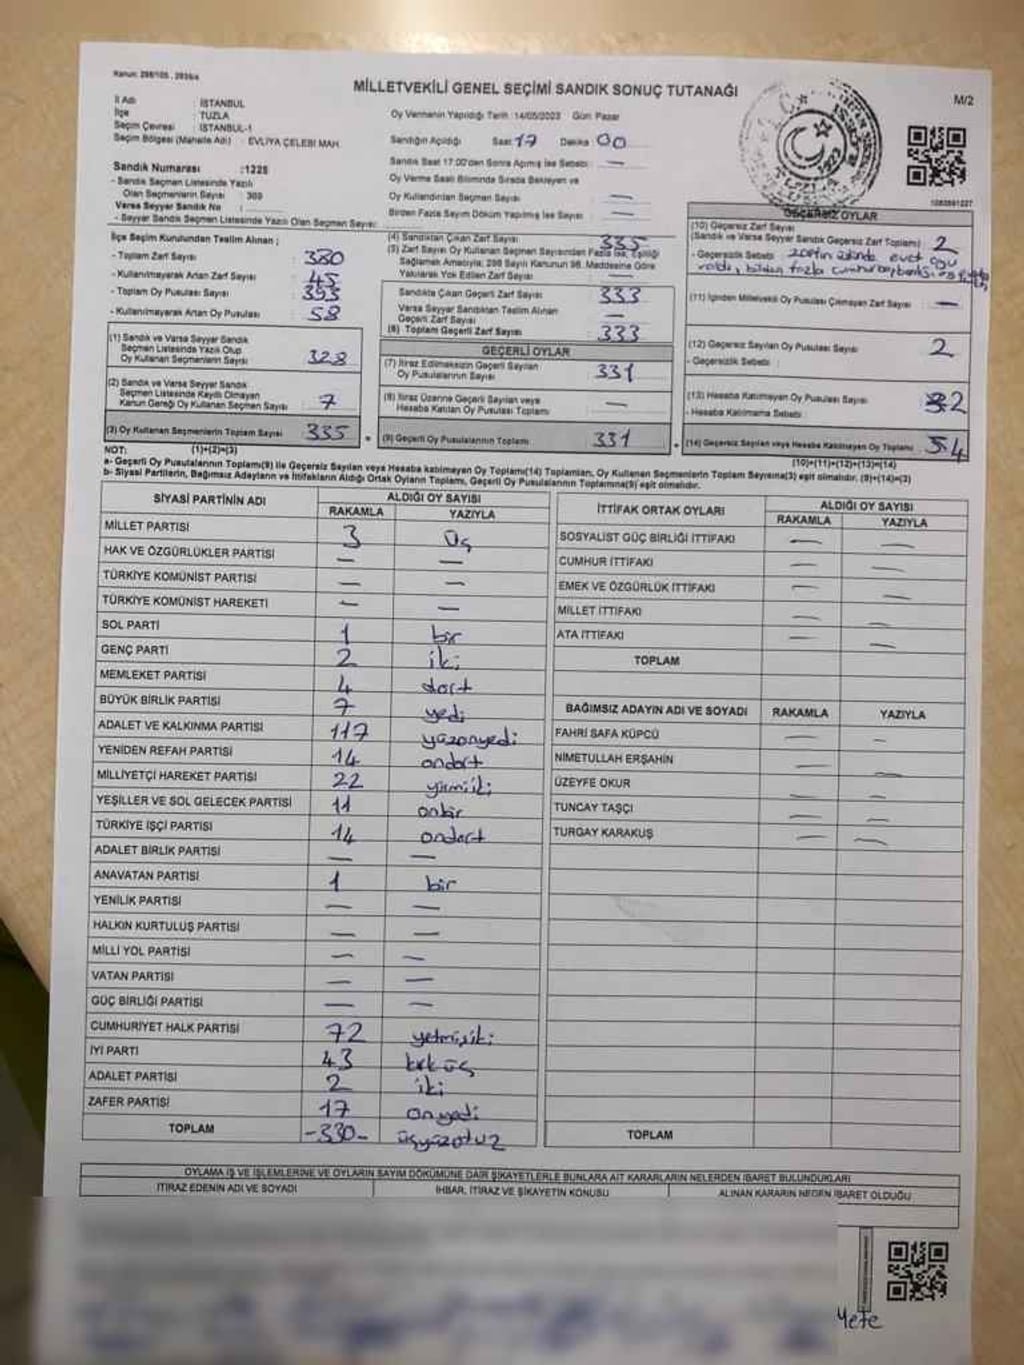 Kanun: 298/105, 2839/a
MİLLETVEKİLİ GENEL SEÇİMİ SANDIK SONUÇ TUTANAĞI
M/2
İl Adı : İSTANBUL
İlçe : TUZLA
Seçim Çevresi : İSTANBUL-1
Seçim Bölgesi (Mahalle Adı) : EVLİYA ÇELEBİ MAH.
Sandık Numarası :1228
- Sandık Seçmen Listesinde Yazılı
Olan Seçmenlerin Sayısı : 369
Varsa Seyyar Sandık No :
- Seyyar Sandık Seçmen Listesinde Yazılı Olan Seçmen Sayısı:
Oy Vermenin Yapıldığı Tarih :14/05/2023 Gün: Pazar
Sandığın Açıldığı Saat 17 Dakika 00
Sandık Saat 17:00'den Sonra Açılmış İse Sebebi : —
Oy Verme Saati Bitiminde Sırada Bekleyen ve
Oy Kullandırılan Seçmen Sayısı : —
Birden Fazla Sayım Döküm Yapılmış İse Sayısı : —
İlçe Seçim Kurulundan Teslim Alınan ;
- Toplam Zarf Sayısı : 380
- Kullanılmayarak Artan Zarf Sayısı : 45
- Toplam Oy Pusulası Sayısı : 393
- Kullanılmayarak Artan Oy Pusulası : 58
(1) Sandık ve Varsa Seyyar Sandık
Seçmen Listesinde Yazılı Olup
Oy Kullanan Seçmenlerin Sayısı : 328
(2) Sandık ve Varsa Seyyar Sandık
Seçmen Listesinde Kayıtlı Olmayan
Kanun Gereği Oy Kullanan Seçmen Sayısı : 7
(3) Oy Kullanan Seçmenlerin Toplam Sayısı : 335
(1)+(2)=(3)
(4) Sandıktan Çıkan Zarf Sayısı : 335
(5) Zarf Sayısı Oy Kullanan Seçmen Sayısından Fazla İse, Eşitliği
Sağlamak Amacıyla, 298 Sayılı Kanunun 98. Maddesine Göre
Yakılarak Yok Edilen Zarf Sayısı : —
Sandıkta Çıkan Geçerli Zarf Sayısı : 333
Varsa Seyyar Sandıktan Teslim Alınan
Geçerli Zarf Sayısı : —
(6) Toplam Geçerli Zarf Sayısı : 333
GEÇERLİ OYLAR
(7) İtiraz Edilmeksizin Geçerli Sayılan
Oy Pusulalarının Sayısı : 331
(8) İtiraz Üzerine Geçerli Sayılan veya
Hesaba Katılan Oy Pusulası Toplamı : —
(9) Geçerli Oy Pusulalarının Toplamı : 331
GEÇERSİZ OYLAR
(10) Geçersiz Zarf Sayısı
(Sandık ve Varsa Seyyar Sandık Geçersiz Zarf Toplamı) : 2
- Geçersizlik Sebebi : zarfın üstünde evet
(11) İçinden Milletvekili Oy Pusulası Çıkmayan Zarf Sayısı : —
(12) Geçersiz Sayılan Oy Pusulası Sayısı : 2
- Geçersizlik Sebebi :
(13) Hesaba Katılmayan Oy Pusulası Sayısı : 2
- Hesaba Katılmama Sebebi :
(14) Geçersiz Sayılan veya Hesaba Katılmayan Oy Toplamı : 4
(10)+(11)+(12)+(13)=(14)
NOT:
a- Geçerli Oy Pusulalarının Toplamı(9) ile Geçersiz Sayılan veya Hesaba katılmayan Oy Toplamı(14) Toplamları, Oy Kullanan Seçmenlerin Toplam Sayısına(3) eşit olmalıdır. (9)+(14)=(3)
b- Siyasi Partilerin, Bağımsız Adayların ve İttifakların Aldığı Ortak Oyların Toplamı, Geçerli Oy Pusulalarının Toplamına(9) eşit olmalıdır.
SİYASİ PARTİNİN ADI ALDIĞI OY SAYISI
RAKAMLA YAZIYLA
MİLLET PARTİSİ 3 üç
HAK VE ÖZGÜRLÜKLER PARTİSİ — —
TÜRKİYE KOMÜNİST PARTİSİ — —
TÜRKİYE KOMÜNİST HAREKETİ — —
SOL PARTİ 1 bir
GENÇ PARTİ 2 iki
MEMLEKET PARTİSİ 4 dört
BÜYÜK BİRLİK PARTİSİ 7 yedi
ADALET VE KALKINMA PARTİSİ 117 yüzonyedi
YENİDEN REFAH PARTİSİ 14 ondört
MİLLİYETÇİ HAREKET PARTİSİ 22 yirmiiki
YEŞİLLER VE SOL GELECEK PARTİSİ 11 onbir
TÜRKİYE İŞÇİ PARTİSİ 14 ondört
ADALET BİRLİK PARTİSİ — —
ANAVATAN PARTİSİ 1 bir
YENİLİK PARTİSİ — —
HALKIN KURTULUŞ PARTİSİ — —
MİLLİ YOL PARTİSİ — —
VATAN PARTİSİ — —
GÜÇ BİRLİĞİ PARTİSİ — —
CUMHURİYET HALK PARTİSİ 72 yetmişiki
İYİ PARTİ 43 kırk üç
ADALET PARTİSİ 2 iki
ZAFER PARTİSİ 17 onyedi
TOPLAM -330- üçyüzotuz
İTTİFAK ORTAK OYLARI ALDIĞI OY SAYISI
RAKAMLA YAZIYLA
SOSYALİST GÜÇ BİRLİĞİ İTTİFAKI — —
CUMHUR İTTİFAKI — —
EMEK VE ÖZGÜRLÜK İTTİFAKI — —
MİLLET İTTİFAKI — —
ATA İTTİFAKI — —
TOPLAM
BAĞIMSIZ ADAYIN ADI VE SOYADI RAKAMLA YAZIYLA
FAHRİ SAFA KÜPCÜ — —
NİMETULLAH ERŞAHİN — —
ÜZEYFE OKUR — —
TUNCAY TAŞÇI — —
TURGAY KARAKUŞ — —
TOPLAM
OYLAMA İŞ VE İŞLEMLERİNE VE OYLARIN SAYIM DÖKÜMÜNE DAİR ŞİKAYETLERLE BUNLARA AİT KARARLARIN NELERDEN İBARET BULUNDUKLARI
İTİRAZ EDENİN ADI VE SOYADI İHBAR, İTİRAZ VE ŞİKAYETİN KONUSU ALINAN KARARIN NEDEN İBARET OLDUĞU
Mete